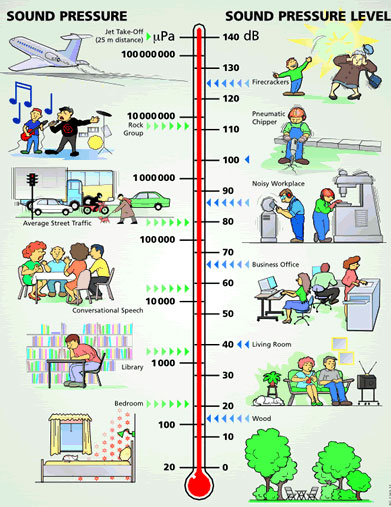 SOUND PRESSURE
SOUND PRESSURE LEVEL
Jet Take-Off
(25 m distance)
μPa
140 dB
100 000 000
130
Firecrackers
120
10 000 000
Rock
Group
Pneumatic
Chipper
110
100
1000 000
Noisy Workplace
90
Average Street Traffic
80
100 000
70
Business Office
60
10 000
Conversational Speech
50
40
Living Room
1000
Library
30
Bedroom
20
Wood
100
10
20
0